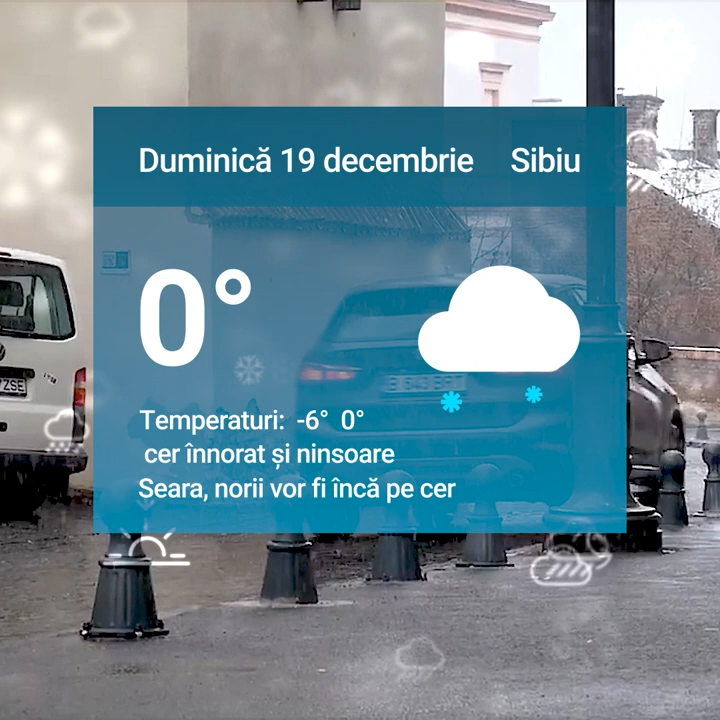 Duminică 19 decembrie Sibiu
0°
Temperaturi: -6° 0°
cer înnorat și ninsoare
Seara, norii vor fi încă pe cer
ZSE